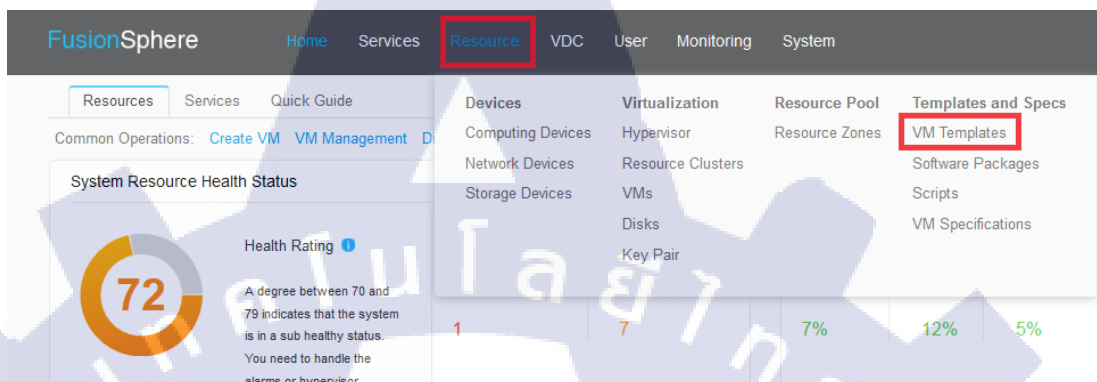 FusionSphere Home Services Resource VDC User Monitoring System
Resources Services Quick Guide
Common Operations: Create VM VM Management
System Resource Health Status
72
Health Rating
A degree between 70 and
79 indicates that the system
is in a sub healthy status.
You need to handle the
alarms or hypervisor
Devices
Computing Devices
Network Devices
Storage Devices
Virtualization
Hypervisor
Resource Clusters
VMs
Disks
Key Pair
Resource Pool
Resource Zones
Templates and Specs
VM Templates
Software Packages
Scripts
VM Specifications
1 7 7% 12% 5%